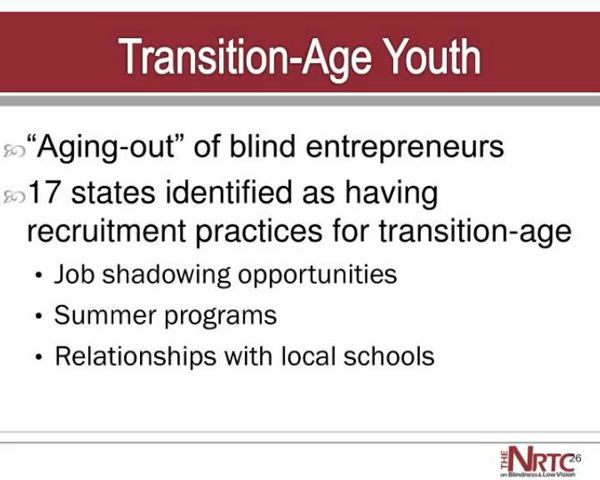 Transition-Age Youth
“Aging-out” of blind entrepreneurs
17 states identified as having
recruitment practices for transition-age
• Job shadowing opportunities
• Summer programs
• Relationships with local schools
THE NRTC
on Blindness & Low Vision
26